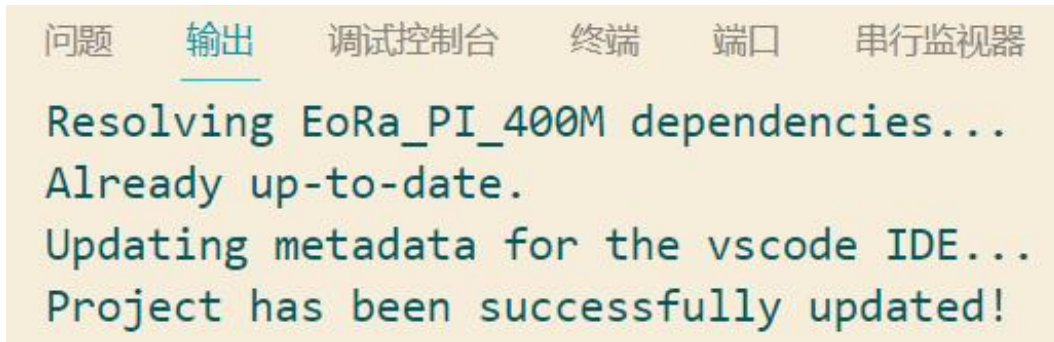 问题 输出 调试控制台 终端 端口 串行监视器
Resolving EoRa_PI_400M dependencies...
Already up-to-date.
Updating metadata for the vscode IDE...
Project has been successfully updated!